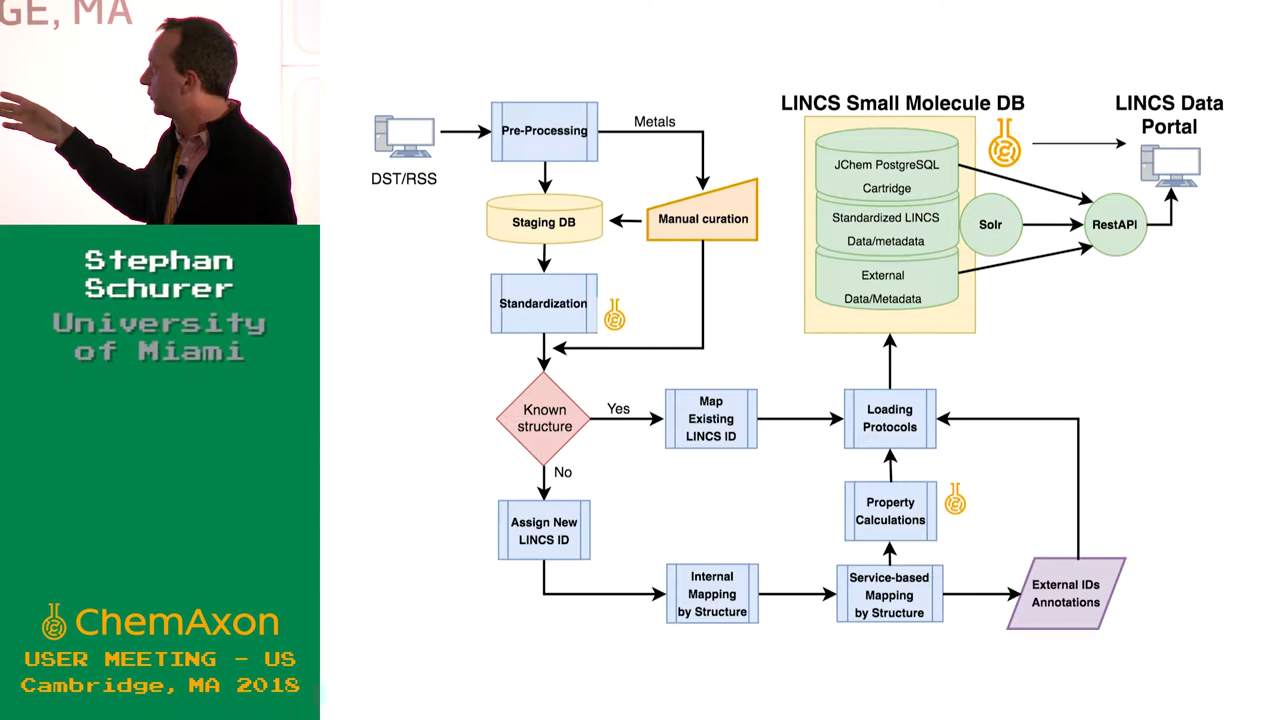 GE, MA
Stephan
Schurer
University
of Miami
ChemAxon
USER MEETING - US
Cambridge, MA 2018
DST/RSS
Pre-Processing
Metals
Staging DB
Manual curation
Standardization
Known
structure
Yes
No
Map
Existing
LINCS ID
Assign New
LINCS ID
Internal
Mapping
by Structure
Service-based
Mapping
by Structure
Property
Calculations
Loading
Protocols
External IDs
Annotations
LINCS Small Molecule DB
JChem PostgreSQL
Cartridge
Standardized LINCS
Data/metadata
External
Data/Metadata
Solr
RestAPI
LINCS Data
Portal